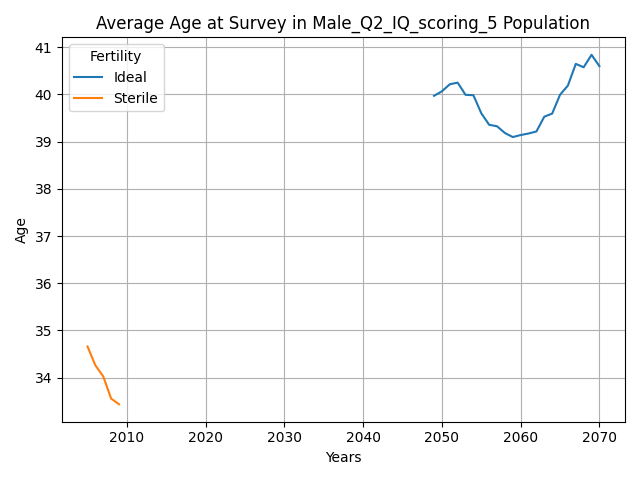 Average Age at Survey in Male_Q2_IQ_scoring_5 Population
41
40
39
38
37
36
35
34
Age
Fertility
Ideal
Sterile
2010 2020 2030 2040 2050 2060 2070
Years